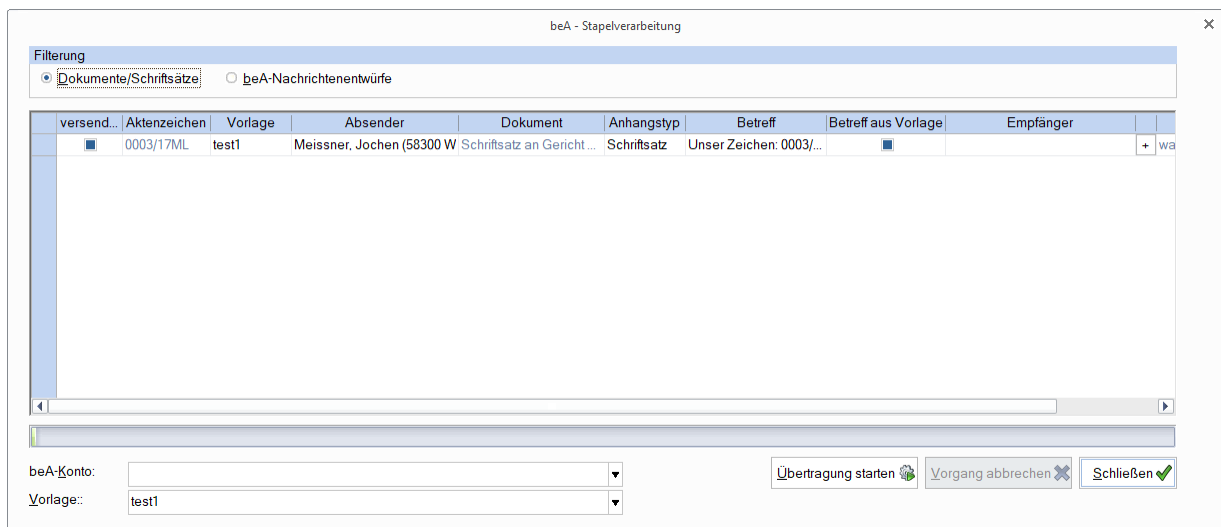 beA - Stapelverarbeitung
Filterung
Dokumente/Schriftsätze beA-Nachrichtenentwürfe
versend... Aktenzeichen Vorlage Absender Dokument Anhangstyp Betreff Betreff aus Vorlage Empfänger
0003/17ML test1 Meissner, Jochen (58300 W Schriftsatz an Gericht ... Schriftsatz Unser Zeichen: 0003/... + wa
beA-Konto: Übertragung starten Vorgang abbrechen Schließen
Vorlage:: test1